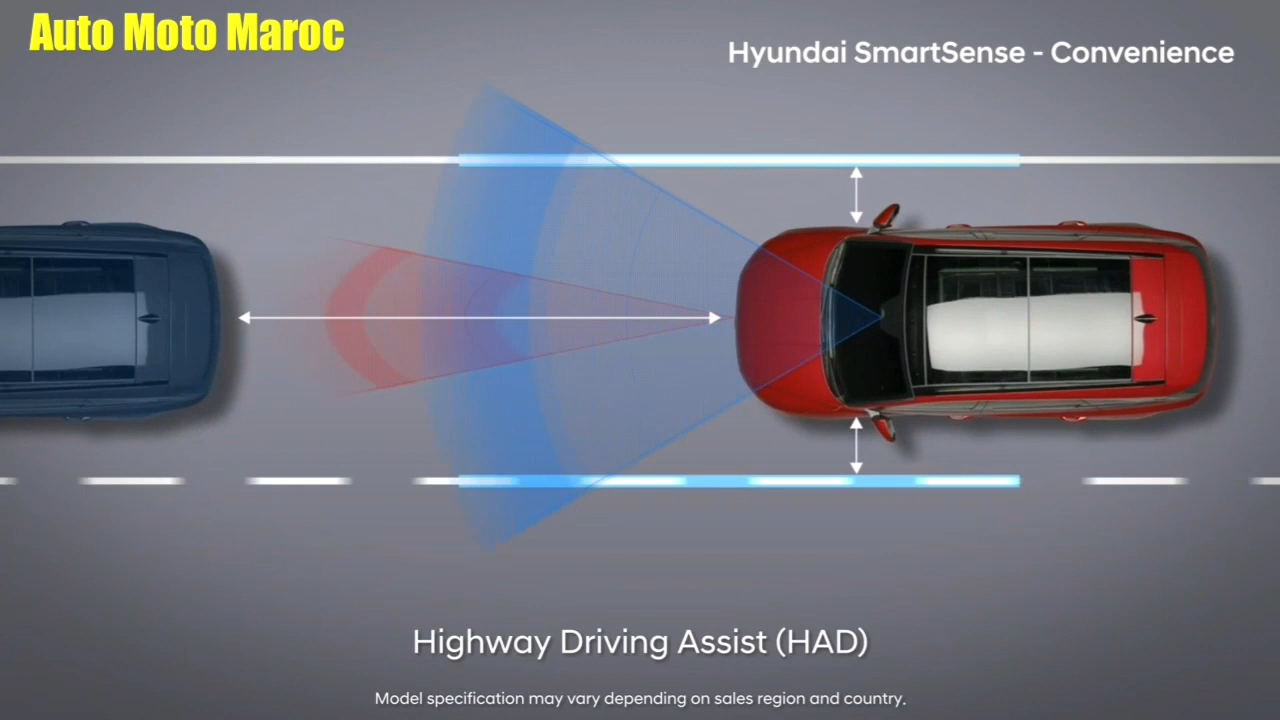 Auto Moto Maroc
Hyundai SmartSense - Convenience
Highway Driving Assist (HAD)
Model specification may vary depending on sales region and country.